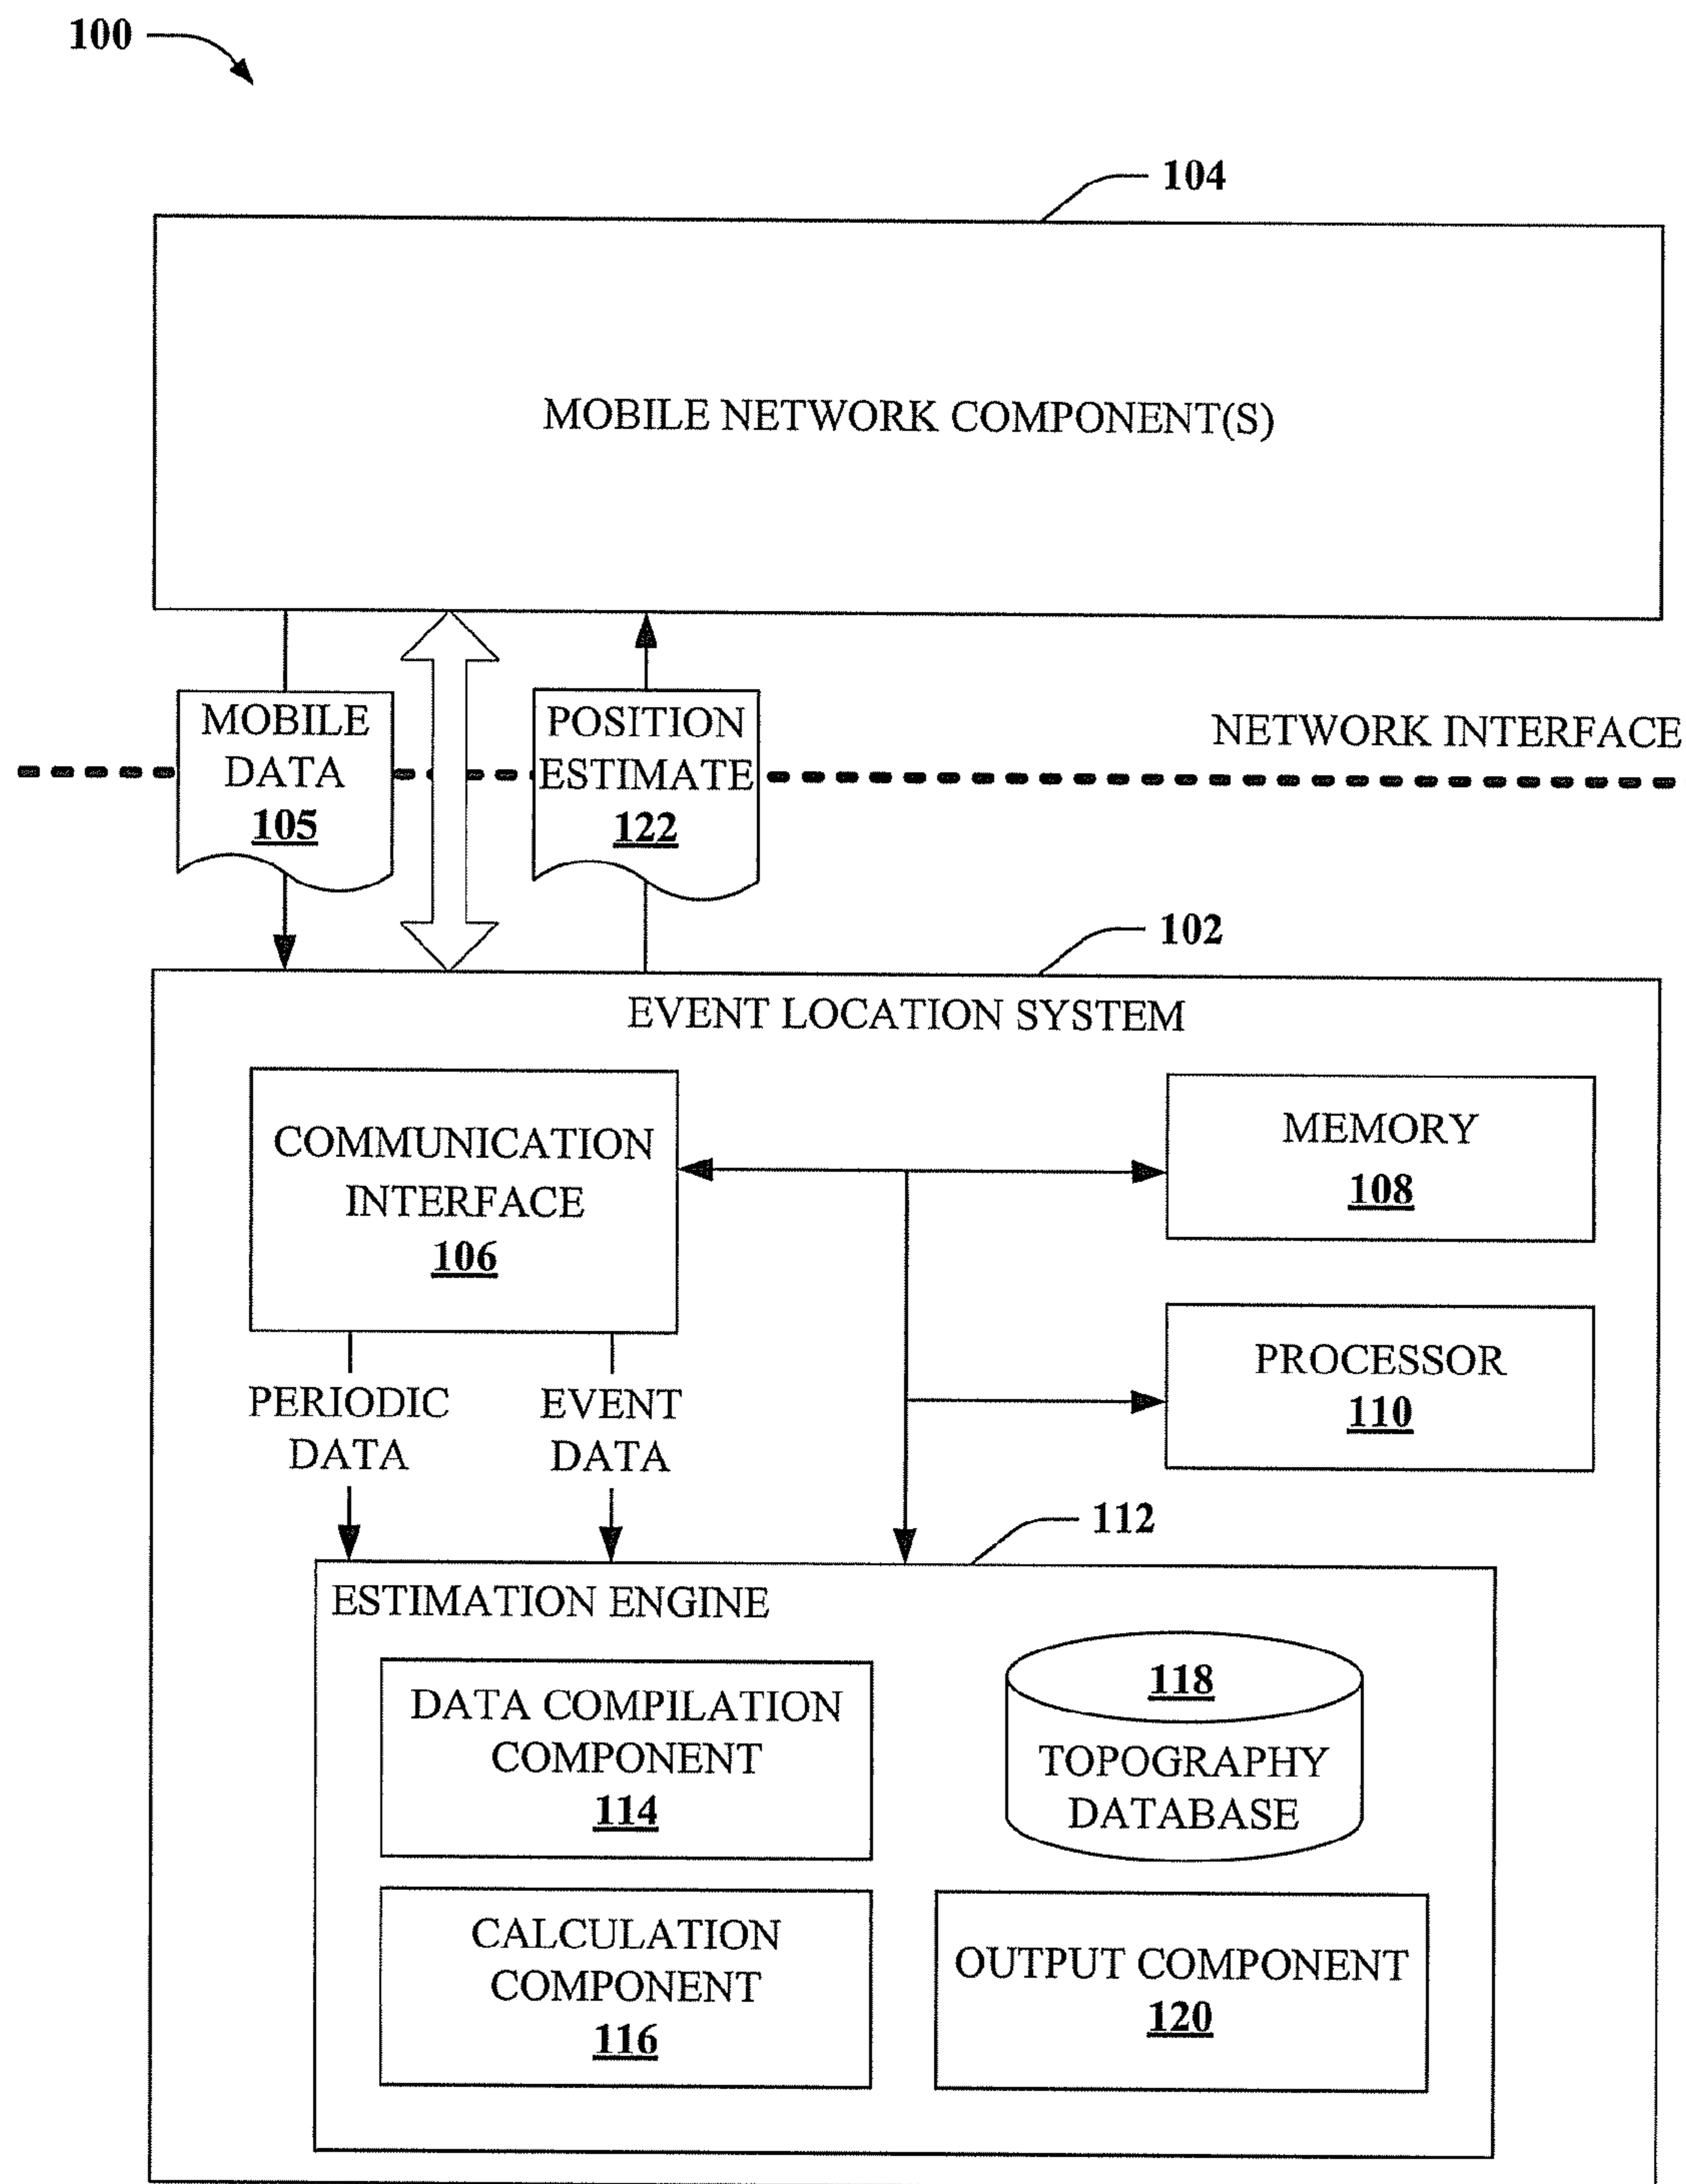 100
104
MOBILE NETWORK COMPONENT(S)
MOBILE
DATA
105
POSITION
ESTIMATE
122
NETWORK INTERFACE
102
EVENT LOCATION SYSTEM
COMMUNICATION
INTERFACE
106
MEMORY
108
PROCESSOR
110
PERIODIC
DATA
EVENT
DATA
112
ESTIMATION ENGINE
DATA COMPILATION
COMPONENT
114
118
TOPOGRAPHY
DATABASE
CALCULATION
COMPONENT
116
OUTPUT COMPONENT
120